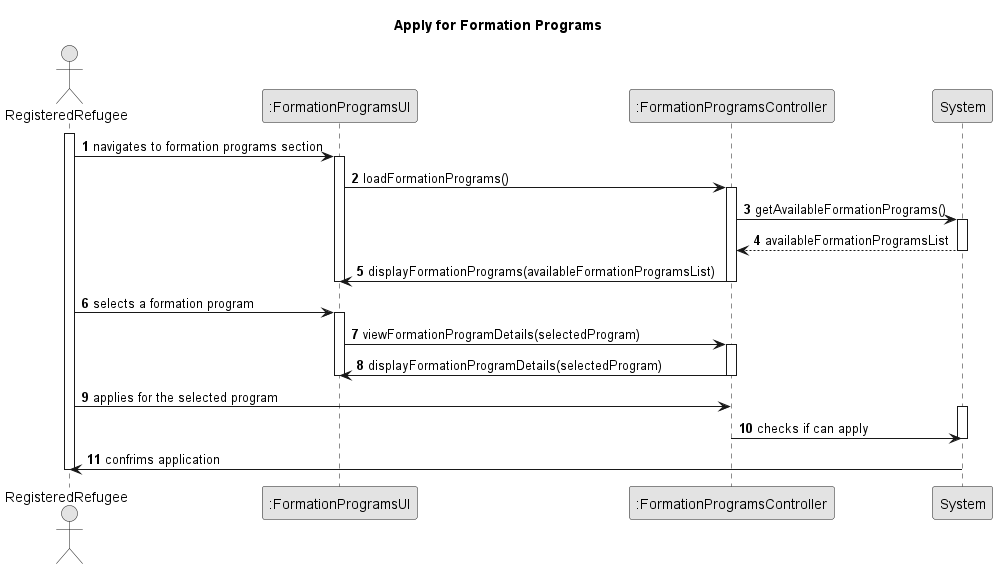 Apply for Formation Programs
RegisteredRefugee
:FormationProgramsUI
:FormationProgramsController
System
1 navigates to formation programs section
2 loadFormationPrograms()
3 getAvailableFormationPrograms()
4 availableFormationProgramsList
5 displayFormationPrograms(availableFormationProgramsList)
6 selects a formation program
7 viewFormationProgramDetails(selectedProgram)
8 displayFormationProgramDetails(selectedProgram)
9 applies for the selected program
10 checks if can apply
11 confrims application
RegisteredRefugee
:FormationProgramsUI
:FormationProgramsController
System